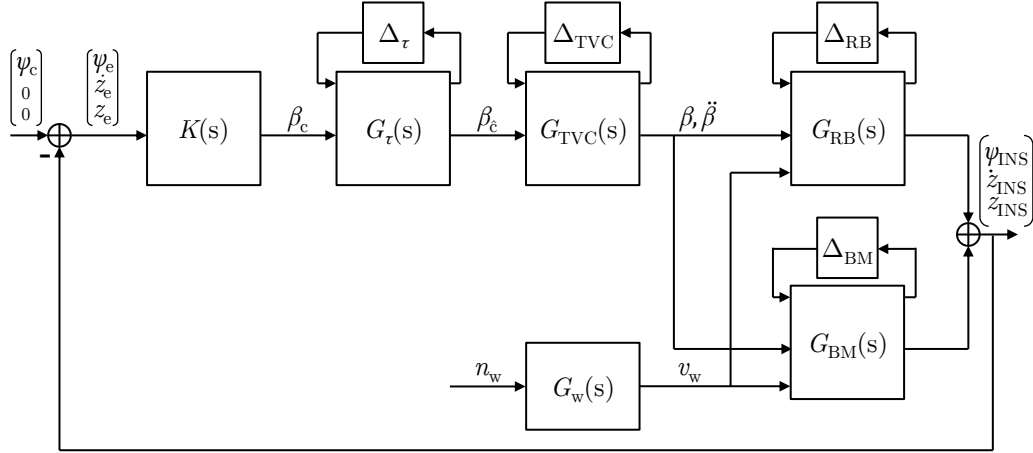 Δτ
ΔTVC
ΔRB
ψc
0
0
ψe
że
ze
K(s)
βc
Gτ(s)
βĉ
GTVC(s)
β, β̈
GRB(s)
ψINS
żINS
zINS
-
ΔBM
GBM(s)
nw
Gw(s)
vw